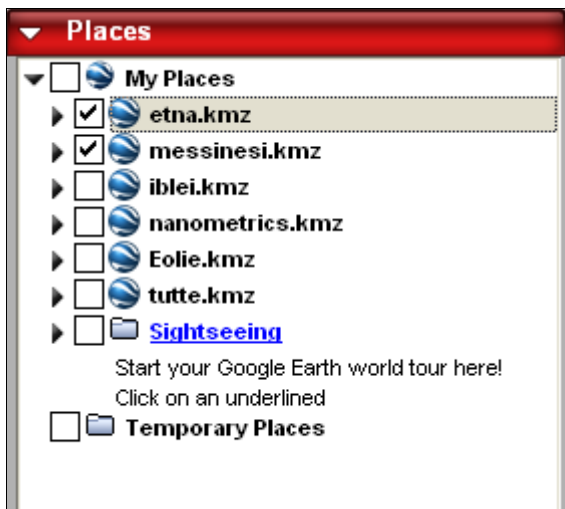 Places
My Places
etna.kmz
messinesi.kmz
iblei.kmz
nanometrics.kmz
Eolie.kmz
tutte.kmz
Sightseeing
Start your Google Earth world tour here!
Click on an underlined
Temporary Places